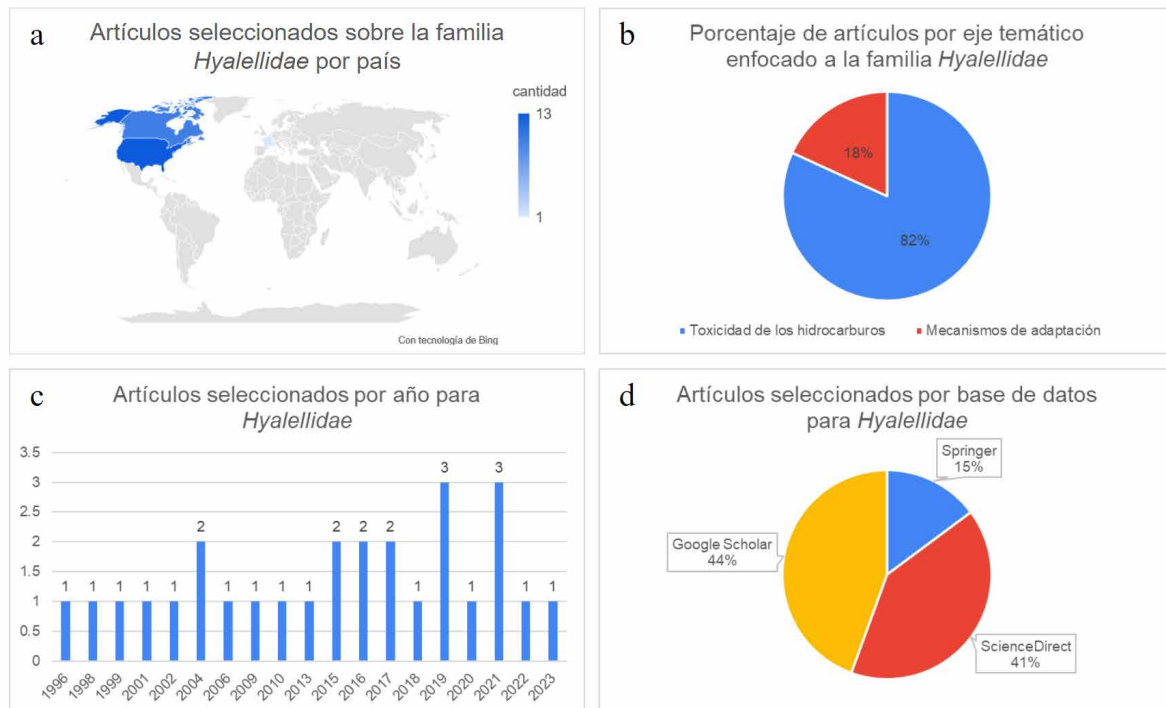 a
Artículos seleccionados sobre la familia
Hyalellidae por país
cantidad
13
1
Con tecnología de Bing
b
Porcentaje de artículos por eje temático
enfocado a la familia Hyalellidae
18%
82%
Toxicidad de los hidrocarburos
Mecanismos de adaptación
c
Artículos seleccionados por año para
Hyalellidae
3.5
3
2.5
2
1.5
1
0.5
0
1 1 1 1 1 2 1 1 1 1 2 2 2 1 3 1 3 1 1
1996 1998 1999 2001 2002 2004 2006 2009 2010 2013 2015 2016 2017 2018 2019 2020 2021 2022 2023
d
Artículos seleccionados por base de datos
para Hyalellidae
Springer
15%
Google Scholar
44%
ScienceDirect
41%